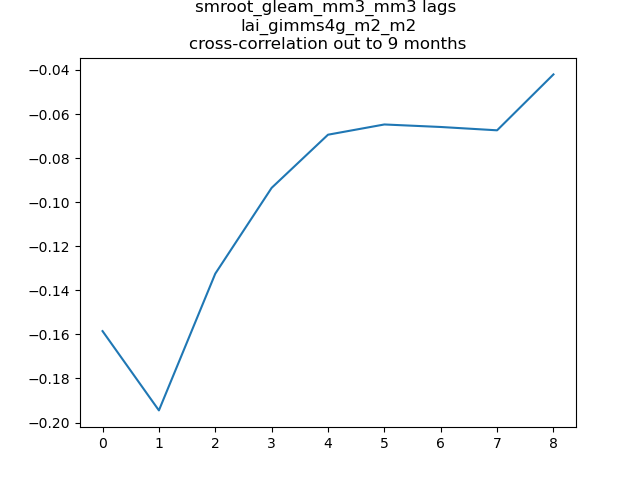 smroot_gleam_mm3_mm3 lags
lai_gimms4g_m2_m2
cross-correlation out to 9 months
−0.04
−0.06
−0.08
−0.10
−0.12
−0.14
−0.16
−0.18
−0.20
0 1 2 3 4 5 6 7 8